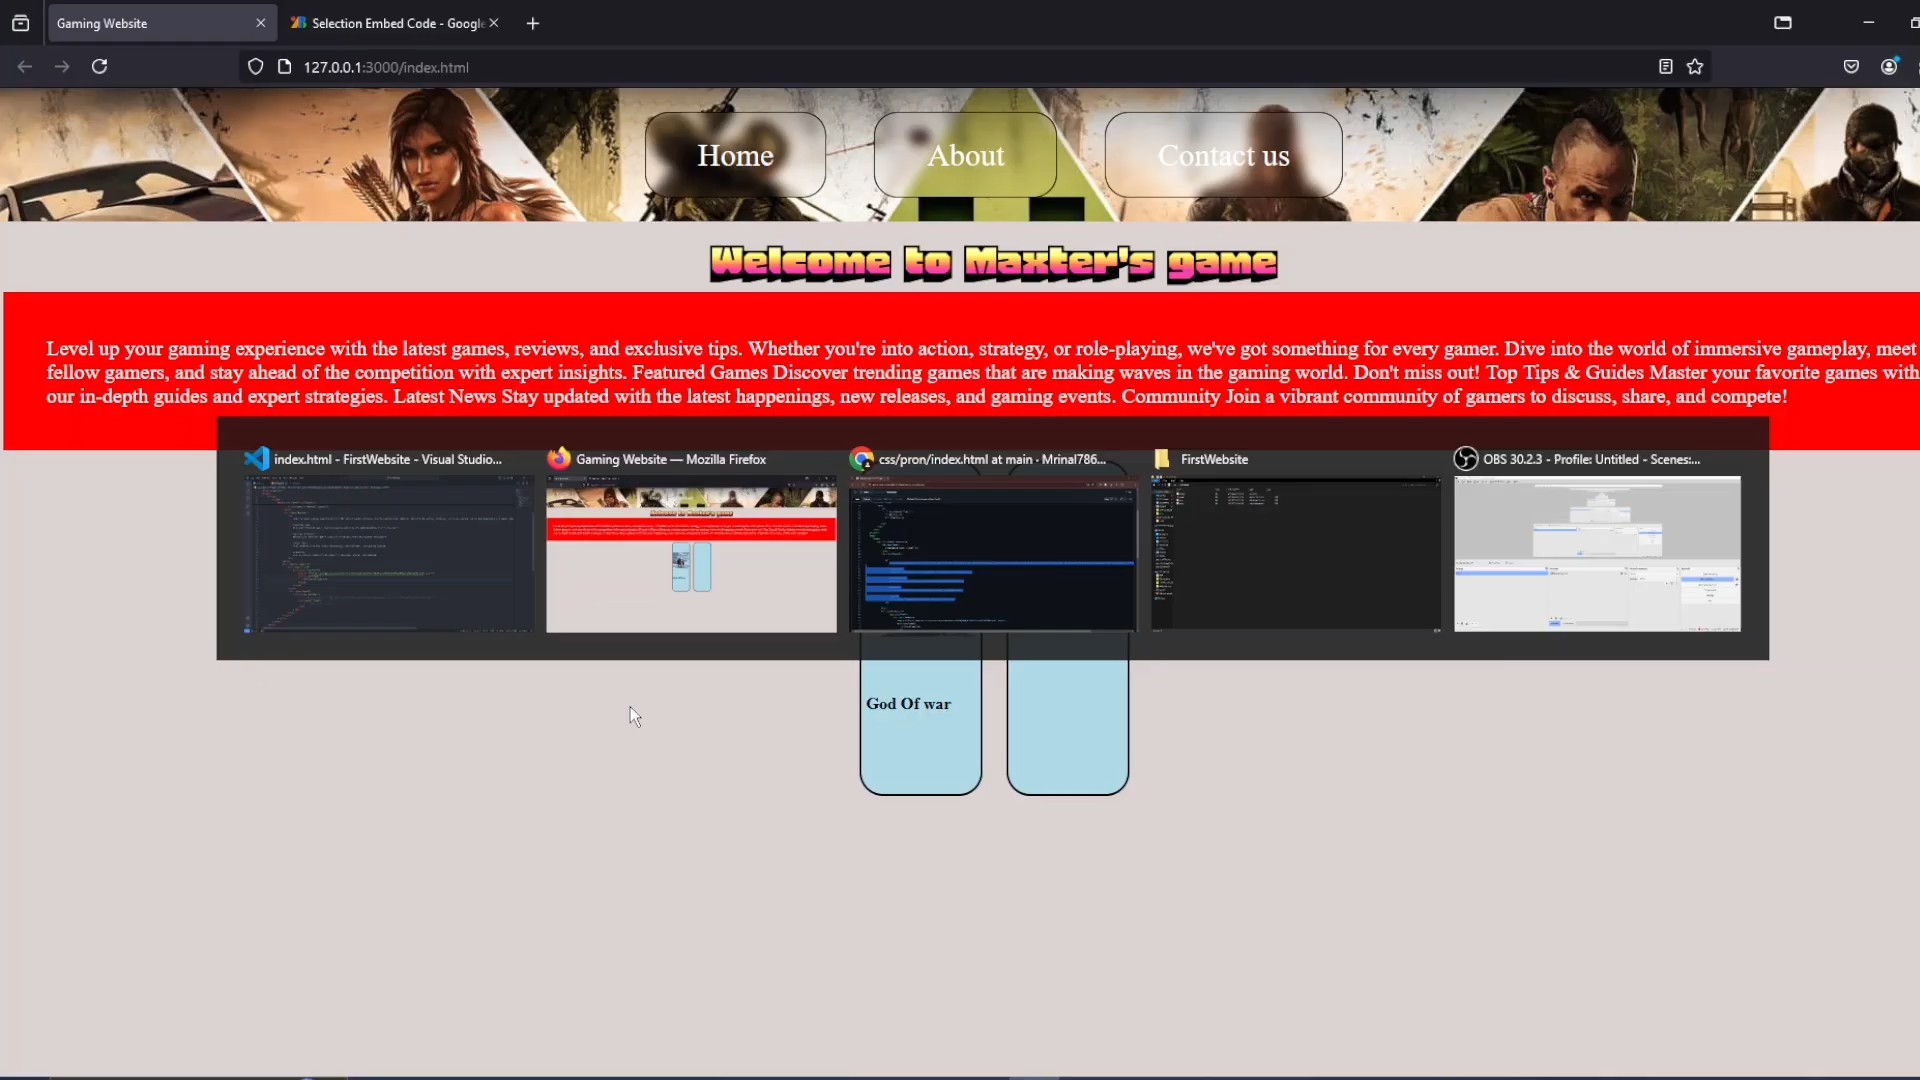 Gaming Website
Selection Embed Code - Googl
127.0.0.1:3000/index.html
Home
About
Contact us
Welcome to Maxter's game
Level up your gaming experience with the latest games, reviews, and exclusive tips. Whether you're into action, strategy, or role-playing, we've got something for every gamer. Dive into the world of immersive gameplay, meet
fellow gamers, and stay ahead of the competition with expert insights. Featured Games Discover trending games that are making waves in the gaming world. Don't miss out! Top Tips & Guides Master your favorite games with
our in-depth guides and expert strategies. Latest News Stay updated with the latest happenings, new releases, and gaming events. Community Join a vibrant community of gamers to discuss, share, and compete!
index.html - FirstWebsite - Visual Studio...
Gaming Website — Mozilla Firefox
css/pron/index.html at main · Mrinal786...
FirstWebsite
OBS 30.2.3 - Profile: Untitled - Scenes:...
God Of war